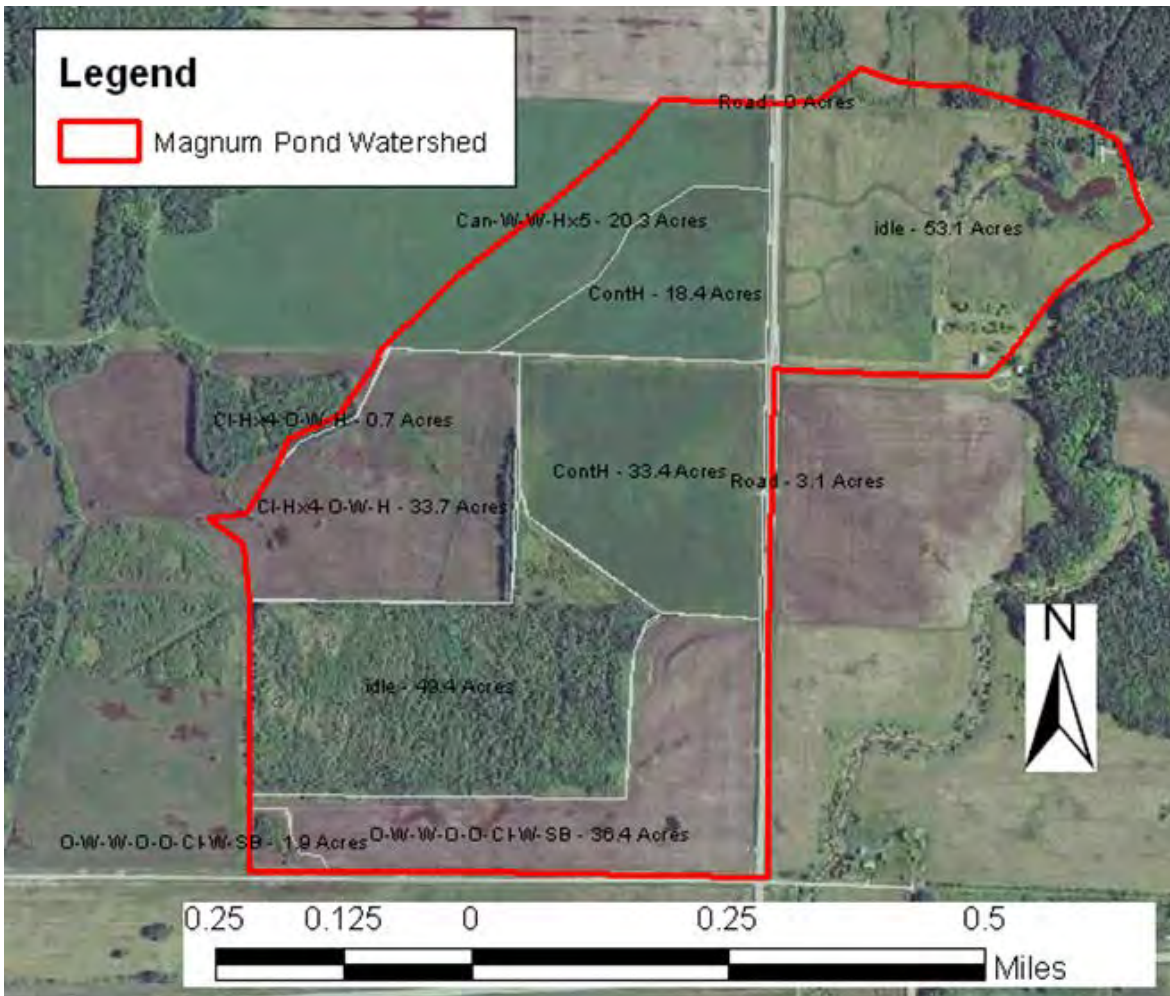 Legend
Magnum Pond Watershed
Road - 0 Acres
Can-W-W-Hx5 - 20.3 Acres
idle - 53.1 Acres
ContH - 18.4 Acres
Cl-Hx4-O-W-H - 0.7 Acres
ContH - 33.4 Acres
Road - 3.1 Acres
Cl-Hx4-O-W-H - 33.7 Acres
N
idle - 49.4 Acres
O-W-W-O-O-Cl-W-SB - 1.9 Acres
O-W-W-O-O-Cl-W-SB - 36.4 Acres
0.25 0.125 0 0.25 0.5
Miles